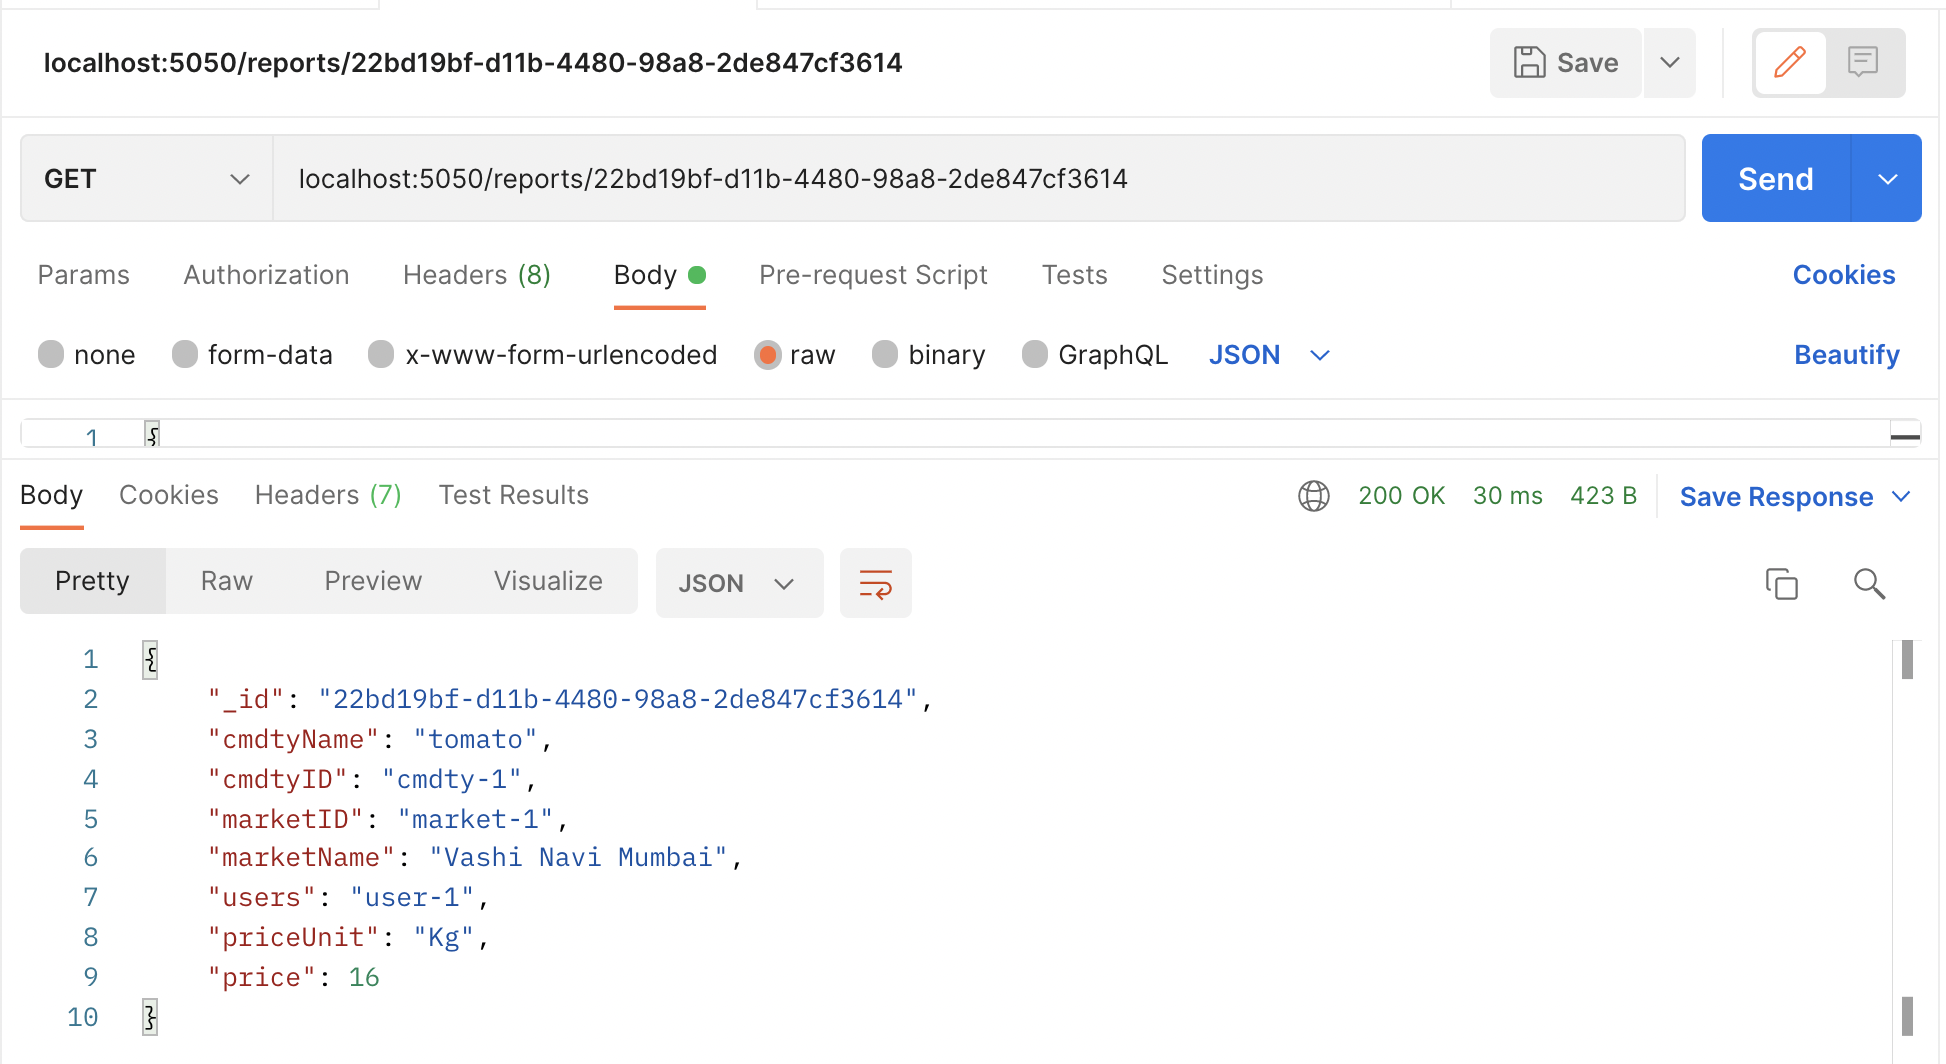 localhost:5050/reports/22bd19bf-d11b-4480-98a8-2de847cf3614 Save
GET localhost:5050/reports/22bd19bf-d11b-4480-98a8-2de847cf3614 Send
Params Authorization Headers (8) Body Pre-request Script Tests Settings Cookies
none form-data x-www-form-urlencoded raw binary GraphQL JSON Beautify
1 {
Body Cookies Headers (7) Test Results 200 OK 30 ms 423 B Save Response
Pretty Raw Preview Visualize JSON
1 {
2 "_id": "22bd19bf-d11b-4480-98a8-2de847cf3614",
3 "cmdtyName": "tomato",
4 "cmdtyID": "cmdty-1",
5 "marketID": "market-1",
6 "marketName": "Vashi Navi Mumbai",
7 "users": "user-1",
8 "priceUnit": "Kg",
9 "price": 16
10 }